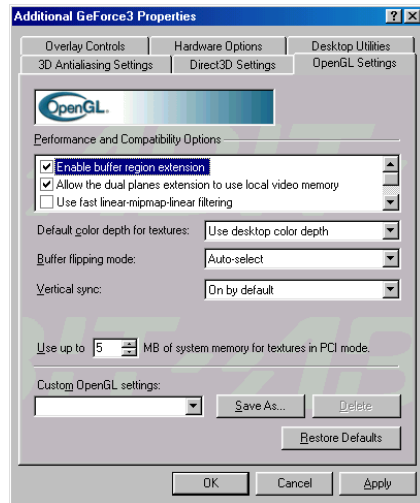 Additional GeForce3 Properties
Overlay Controls Hardware Options Desktop Utilities
3D Antialiasing Settings Direct3D Settings OpenGL Settings
OpenGL.
Performance and Compatibility Options
Enable buffer region extension
Allow the dual planes extension to use local video memory
Use fast linear-mipmap-linear filtering
Default color depth for textures: Use desktop color depth
Buffer flipping mode: Auto-select
Vertical sync: On by default
Use up to 5 MB of system memory for textures in PCI mode.
Custom OpenGL settings:
Save As... Delete
Restore Defaults
OK Cancel Apply